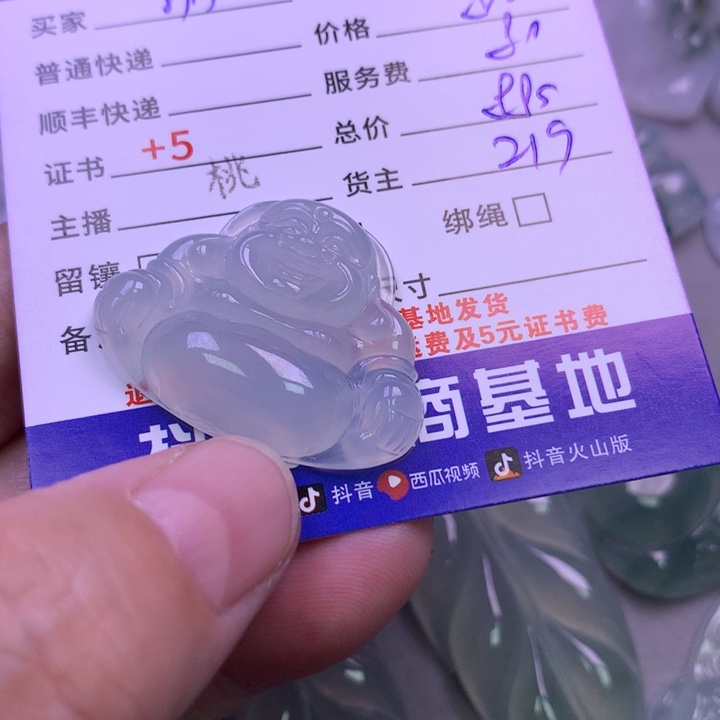 买家
价格
普通快递
服务费
顺丰快递
总价
证书 +5
219
主播 桃
货主
留镶
绑绳
寸
备
基地发货
费及5元证书费
商基地
抖音 西瓜视频 抖音火山版